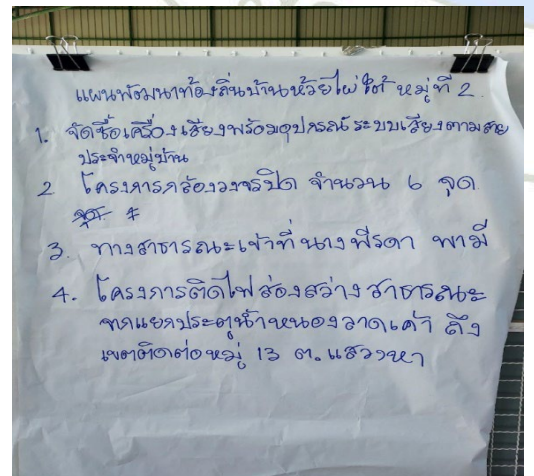 แผนพัฒนาท้องถิ่นบ้านห้วยไผ่ใต้ หมู่ที่ 2
1. จัดซื้อเครื่องเสียงพร้อมอุปกรณ์ระบบเสียงตามสาย
ประจำหมู่บ้าน
2 โครงการกล้องวงจรปิด จำนวน 6 จุด
3. ทางสาธารณะเข้าที่ นางพีรดา พามี
4. โครงการติดไฟส่องสว่างสาธารณะ
จากแยกประตูน้ำหนองวาดเค้า ถึง
เขตติดต่อหมู่ 13 ต. แสวงหา